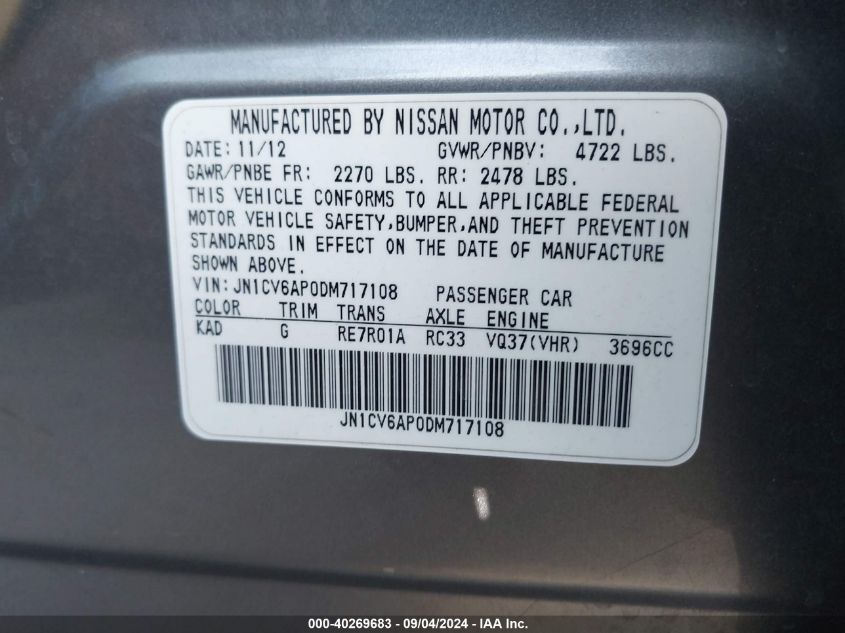 MANUFACTURED BY NISSAN MOTOR CO.,LTD.
DATE: 11/12 GVWR/PNBV: 4722 LBS.
GAWR/PNBE FR: 2270 LBS. RR: 2478 LBS.
THIS VEHICLE CONFORMS TO ALL APPLICABLE FEDERAL
MOTOR VEHICLE SAFETY,BUMPER,AND THEFT PREVENTION
STANDARDS IN EFFECT ON THE DATE OF MANUFACTURE
SHOWN ABOVE.
VIN:JN1CV6AP0DM717108 PASSENGER CAR
COLOR TRIM TRANS AXLE ENGINE
KAD G RE7R01A RC33 VQ37(VHR) 3696CC
JN1CV6AP0DM717108
000-40269683 - 09/04/2024 - IAA Inc.